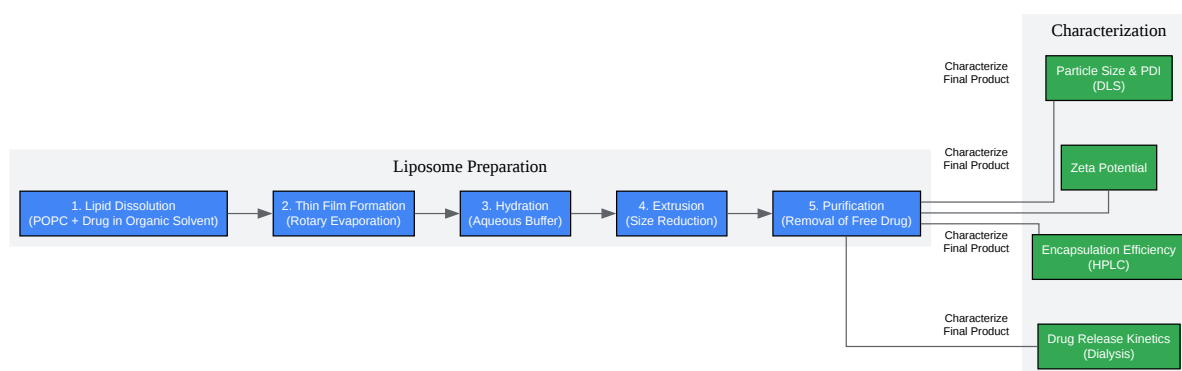 Liposome Preparation
1. Lipid Dissolution
(POPC + Drug in Organic Solvent)
2. Thin Film Formation
(Rotary Evaporation)
3. Hydration
(Aqueous Buffer)
4. Extrusion
(Size Reduction)
5. Purification
(Removal of Free Drug)
Characterization
Characterize
Final Product
Particle Size & PDI
(DLS)
Characterize
Final Product
Zeta Potential
Characterize
Final Product
Encapsulation Efficiency
(HPLC)
Characterize
Final Product
Drug Release Kinetics
(Dialysis)